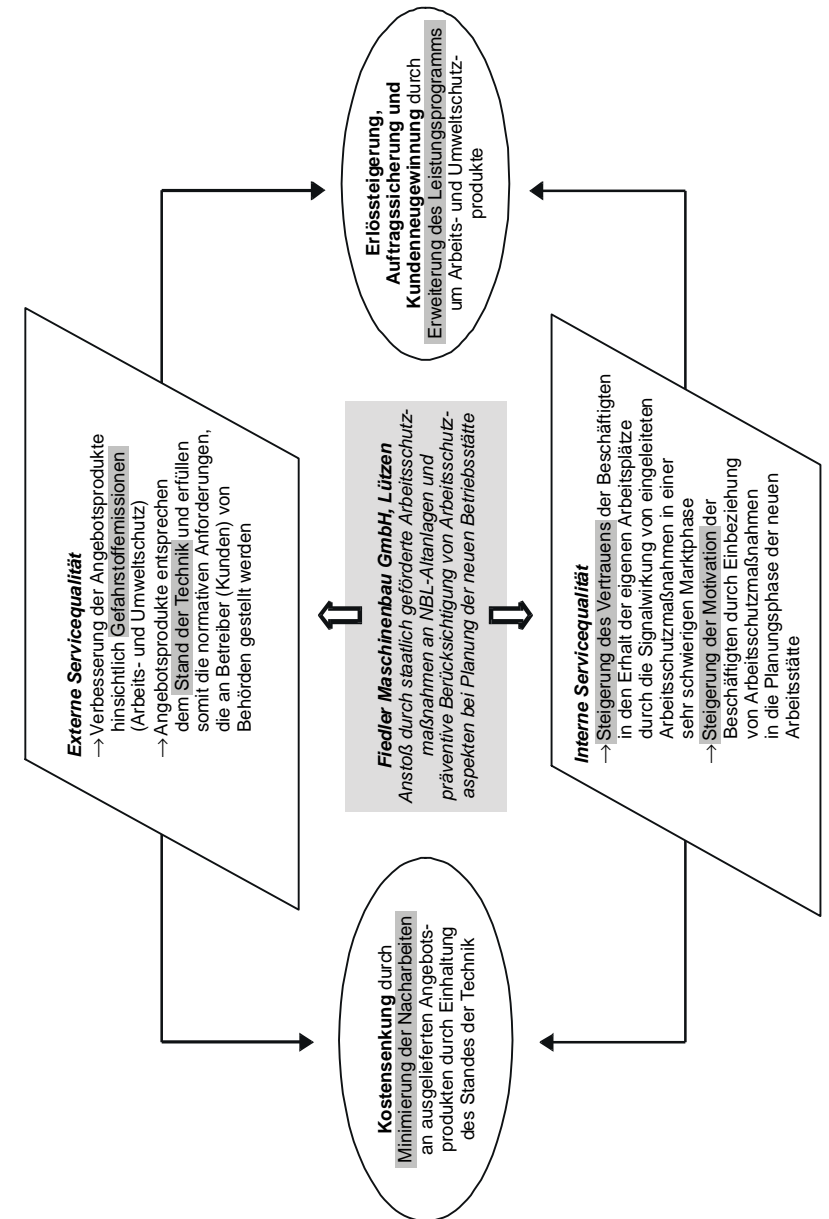 Externe Servicequalität
→ Verbesserung der Angebotsprodukte
hinsichtlich Gefahrstoffemissionen
(Arbeits- und Umweltschutz)
→ Angebotsprodukte entsprechen
dem Stand der Technik und erfüllen
somit die normativen Anforderungen,
die an Betreiber (Kunden) von
Behörden gestellt werden
Kostensenkung durch
Minimierung der Nacharbeiten
an ausgelieferten Angebots-
produkten durch Einhaltung
des Standes der Technik
Fiedler Maschinenbau GmbH, Lützen
Anstoß durch staatlich geförderte Arbeitsschutz-
maßnahmen an NBL-Altanlagen und
präventive Berücksichtigung von Arbeitsschutz-
aspekten bei Planung der neuen Betriebsstätte
Erlössteigerung,
Auftragssicherung und
Kundenneugewinnung durch
Erweiterung des Leistungsprogramms
um Arbeits- und Umweltschutz-
produkte
Interne Servicequalität
→ Steigerung des Vertrauens der Beschäftigten
in den Erhalt der eigenen Arbeitsplätze
durch die Signalwirkung von eingeleiteten
Arbeitsschutzmaßnahmen in einer
sehr schwierigen Marktphase
→ Steigerung der Motivation der
Beschäftigten durch Einbeziehung
von Arbeitsschutzmaßnahmen
in die Planungsphase der neuen
Arbeitsstätte